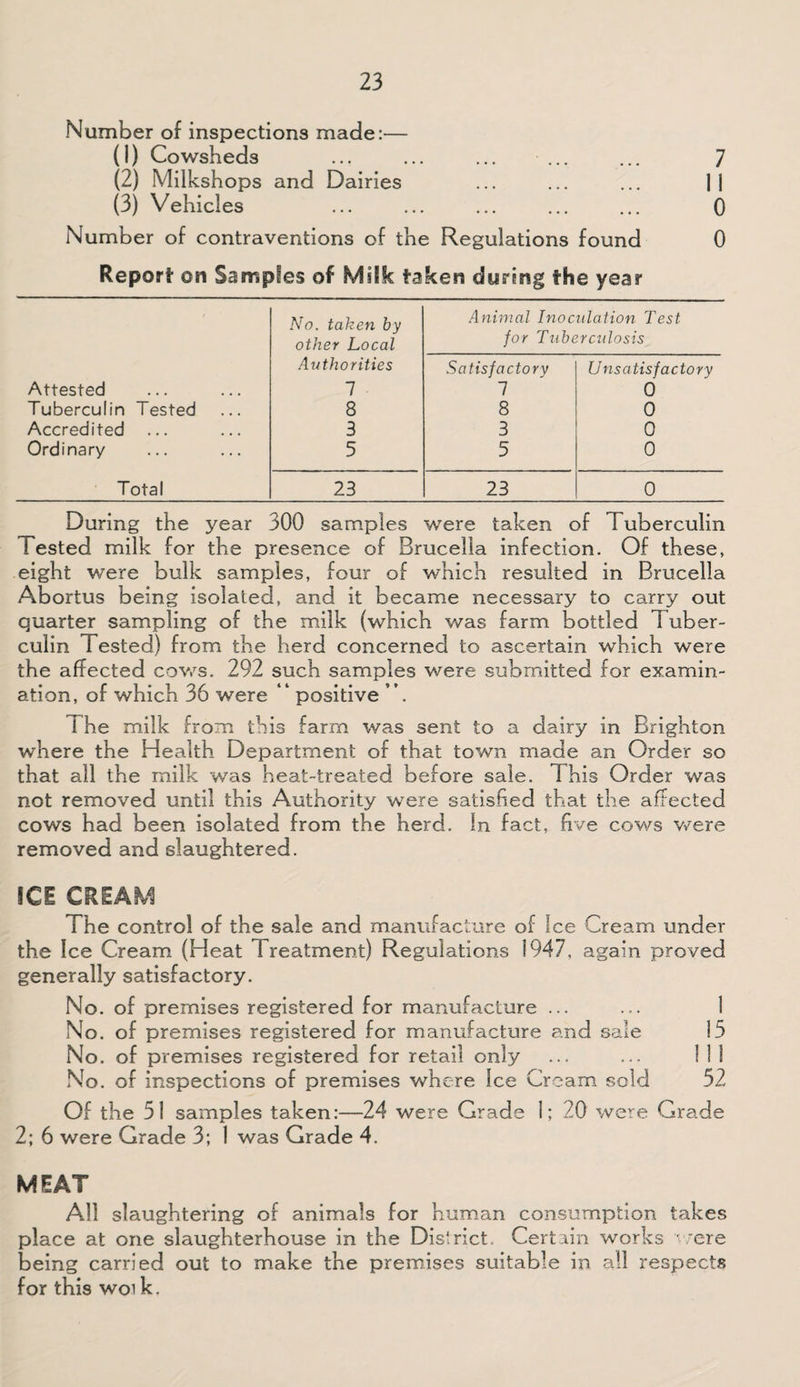 23
Number of inspections made:—
(1) Cowsheds ... ... ... ... ... 7
(2) Milkshops and Dairies ... ... ... 11
(3) Vehicles ... ... ... ... ... 0
Number of contraventions of the Regulations found 0
Report on Samples of Milk taken during the year
No. taken by other Local Authorities | Animal Inoculation Test for Tuberculosis
Satisfactory | Unsatisfactory
Attested ... ... 7 7 0
Tuberculin Tested ... 8 8 0
Accredited ... ... 3 3 0
Ordinary ... ... 5 5 0
Total 23 23 0
During the year 300 samples were taken of Tuberculin
Tested milk for the presence of Brucella infection. Of these,
eight were bulk samples, four of which resulted in Brucella
Abortus being isolated, and it became necessary to carry out
quarter sampling of the milk (which was farm bottled Tuber-
culin Tested) from the herd concerned to ascertain which were
the affected cows. 292 such samples were submitted for examin-
ation, of which 36 were “positive”.
The milk from this farm was sent to a dairy in Brighton
where the Health Department of that town made an Order so
that all the milk was heat-treated before sale. This Order was
not removed until this Authority were satisfied that the affected
cows had been isolated from the herd. In fact, five cows were
removed and slaughtered.
ICE CREAM
The control of the sale and manufacture of Ice Cream under
the Ice Cream (Heat Treatment) Regulations 1947, again proved
generally satisfactory.
No. of premises registered for manufacture ... ... 1
No. of premises registered for manufacture and sale 15
No. of premises registered for retail only ... ... 111
No. of inspections of premises where Ice Cream sold 52
Of the 51 samples taken:—24 were Grade 1; 20 were Grade
2; 6 were Grade 3; 1 was Grade 4.
MEAT
All slaughtering of animals for human consumption takes
place at one slaughterhouse in the District. Certain works were
being carried out to make the premises suitable in all respects
for this work.